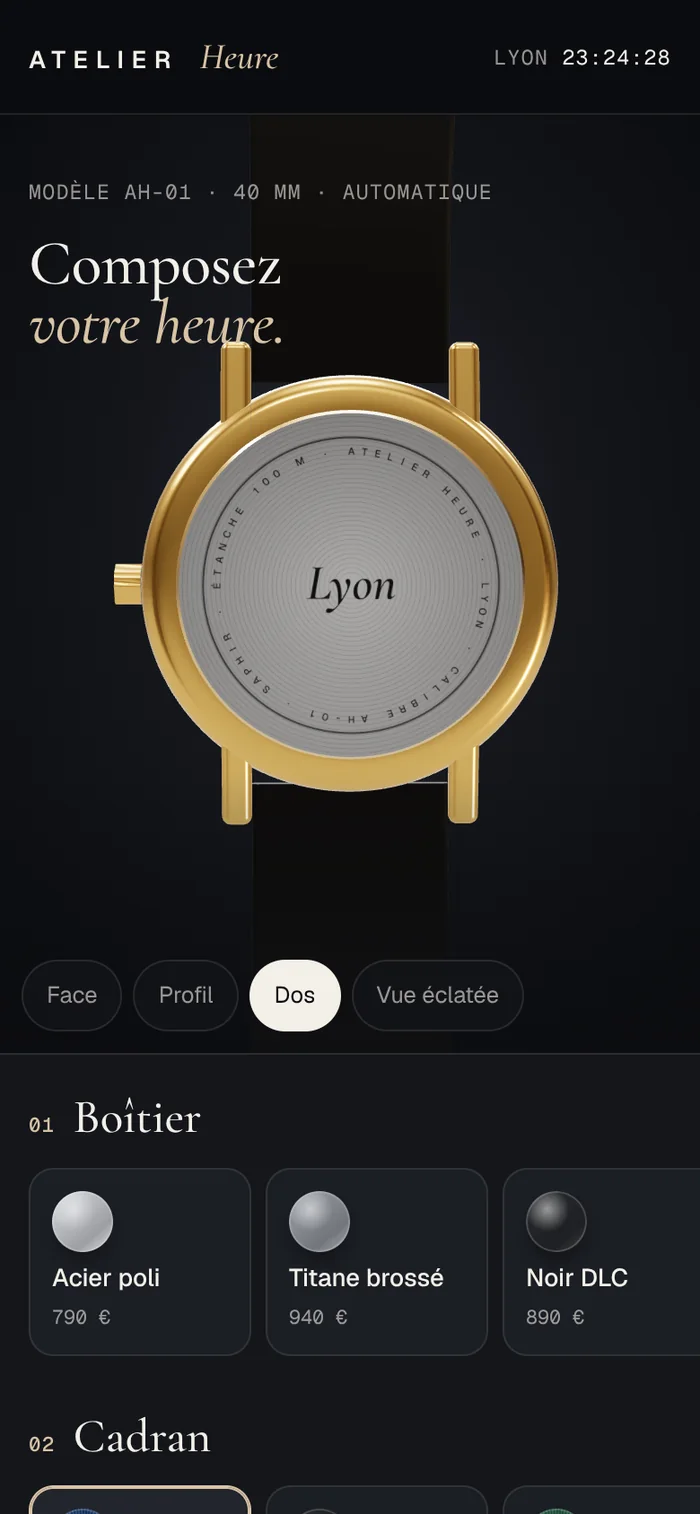 ATELIER Heure
LYON 23:24:28
MODÈLE AH-01 · 40 MM · AUTOMATIQUE
Composez
votre heure.
ATELIER HEURE · LYON · CALIBRE AH-01 · SAPHIR · ÉTANCHE 100 M ·
Lyon
Face
Profil
Dos
Vue éclatée
01 Boîtier
Acier poli
790 €
Titane brossé
940 €
Noir DLC
890 €
02 Cadran